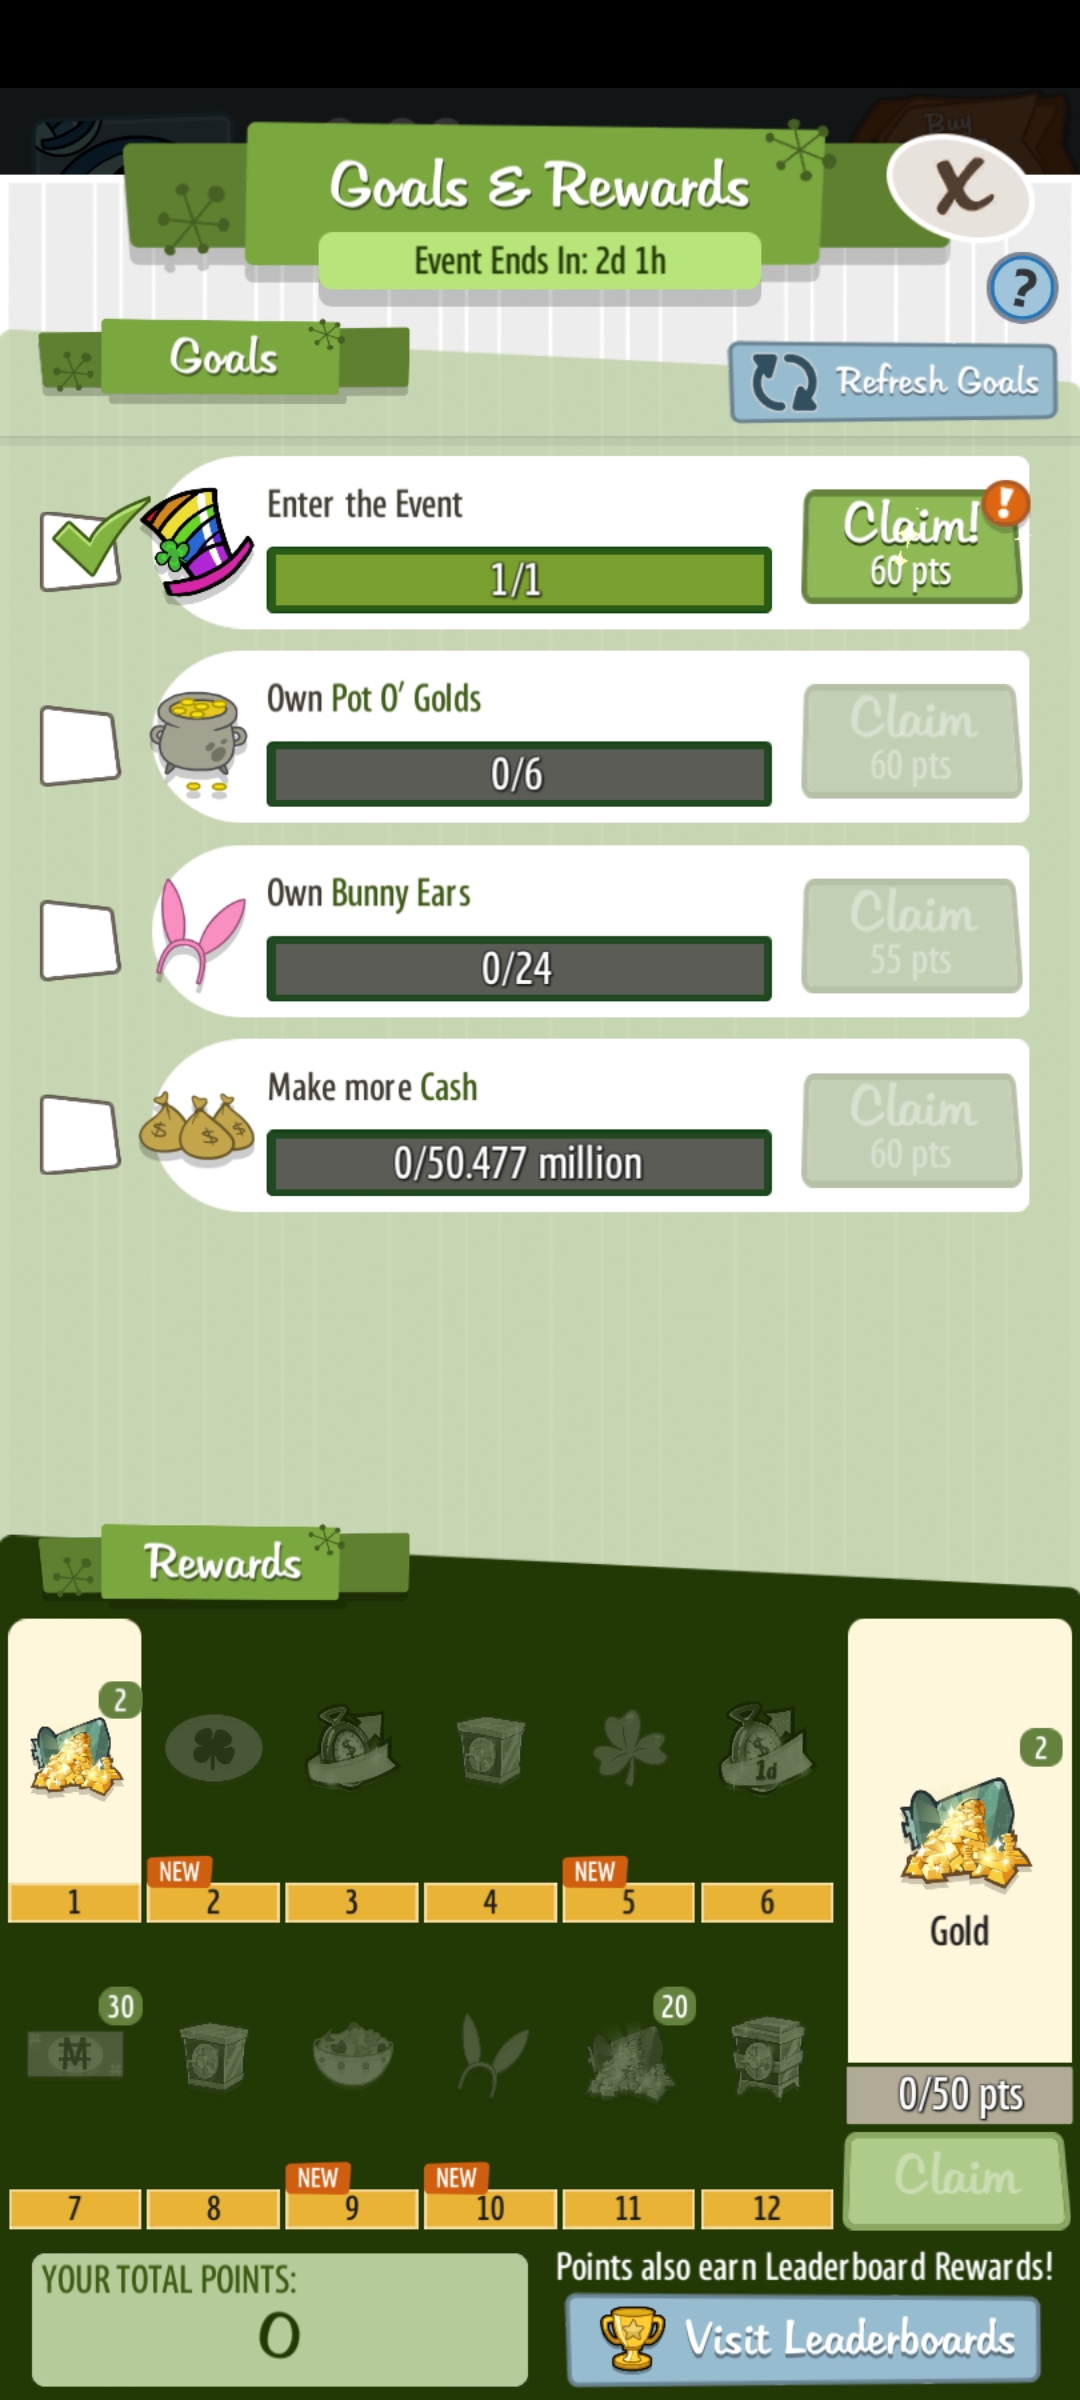 Buy
Goals & Rewards
X
Event Ends In: 2d 1h
?
Goals
Refresh Goals
Enter the Event
1/1
Claim!
60 pts
!
Own Pot O' Golds
0/6
Claim
60 pts
Own Bunny Ears
0/24
Claim
55 pts
Make more Cash
0/50.477 million
Claim
60 pts
Rewards
2
1d
2
Gold
NEW
NEW
1 2 3 4 5 6
30
20
0/50 pts
Claim
NEW
NEW
7 8 9 10 11 12
YOUR TOTAL POINTS:
0
Points also earn Leaderboard Rewards!
Visit Leaderboards